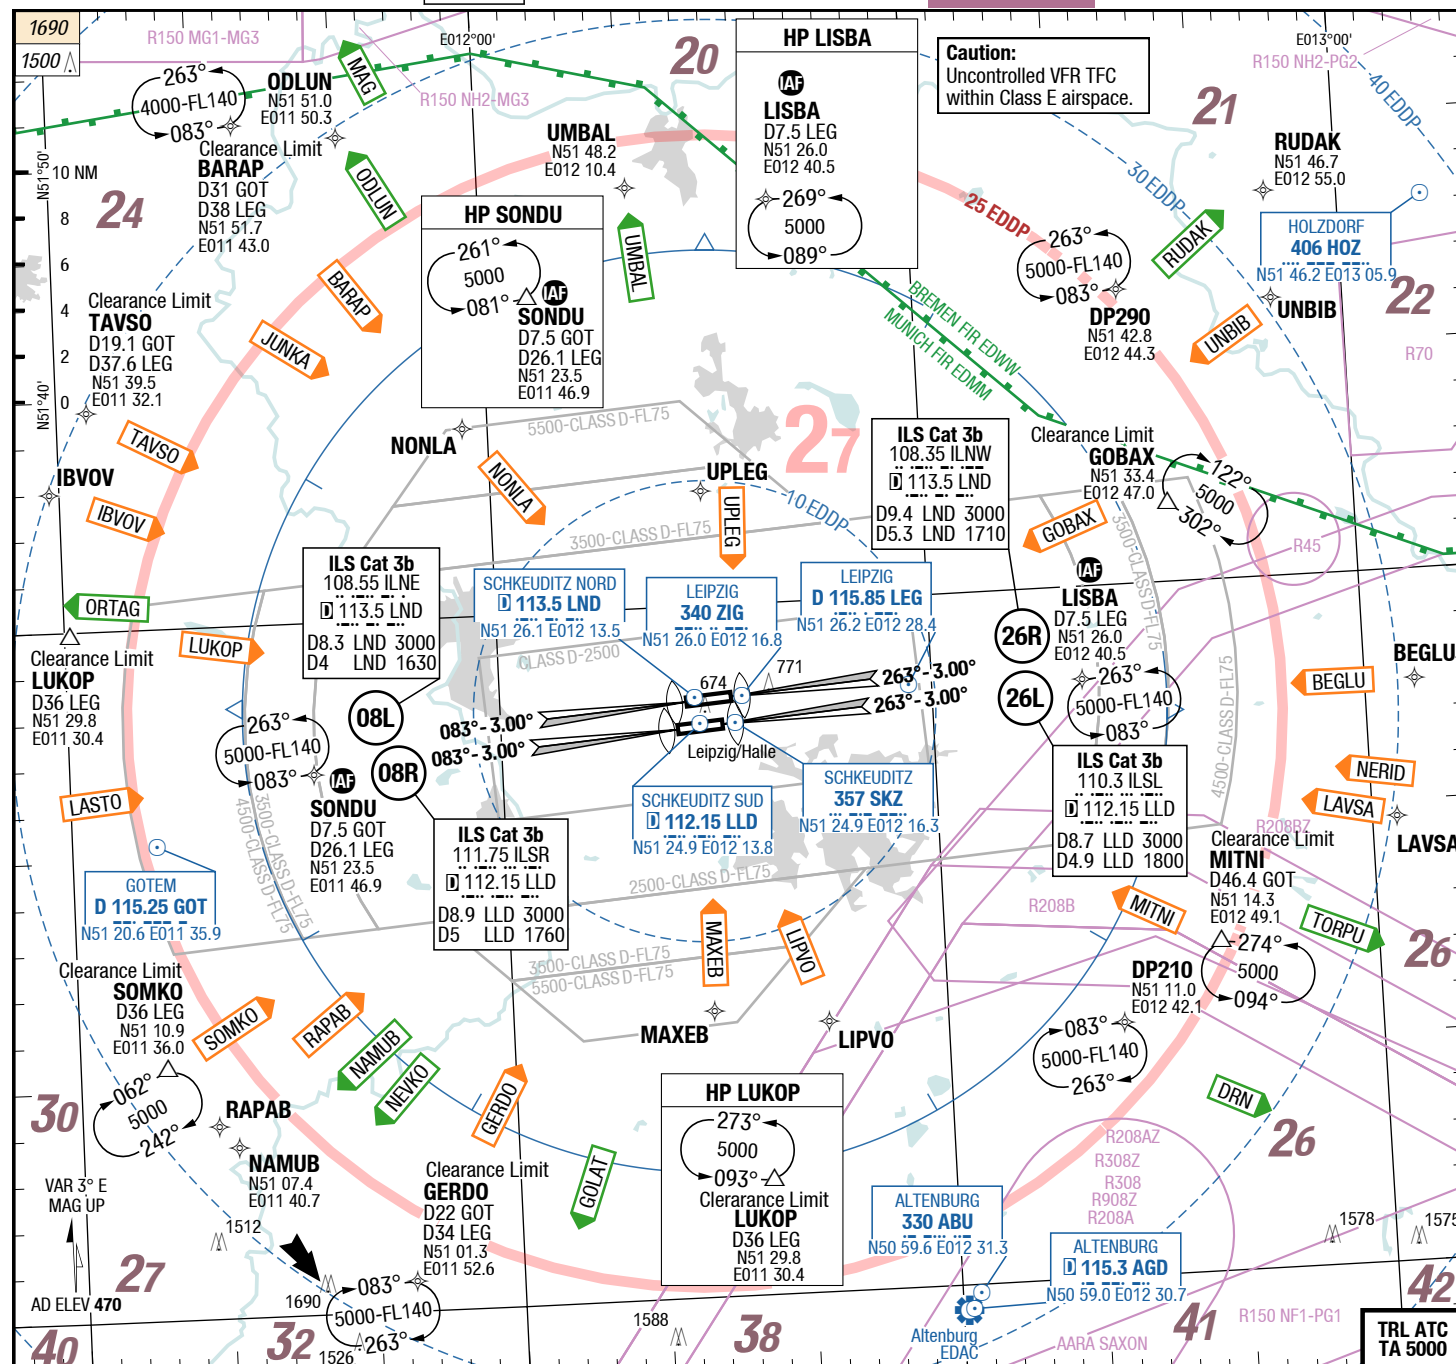 1690
1500
R150 MG1-MG3
E012°00'
20
HP LISBA
IAF
LISBA
D7.5 LEG
N51 26.0
E012 40.5
269°
5000
089°
Caution:
Uncontrolled VFR TFC
within Class E airspace.
E013°00'
R150 NH2-PG2
40 EDDP
21
263°
4000-FL140
083°
ODLUN
N51 51.0
E011 50.3
MAG
R150 NH2-MG3
Clearance Limit
BARAP
D31 GOT
D38 LEG
N51 51.7
E011 43.0
N51°50'
10 NM
8
6
4
2
0
N51°40'
24
ODLUN
UMBAL
N51 48.2
E012 10.4
RUDAK
N51 46.7
E012 55.0
30 EDDP
25 EDDP
HP SONDU
261°
5000
081°
IAF
SONDU
D7.5 GOT
D26.1 LEG
N51 23.5
E011 46.9
UMBAL
RUDAK
HOLZDORF
406 HOZ
N51 46.2 E013 05.9
22
263°
5000-FL140
083°
DP290
N51 42.8
E012 44.3
UNBIB
UNBIB
R70
BARAP
JUNKA
Clearance Limit
TAVSO
D19.1 GOT
D37.6 LEG
N51 39.5
E011 32.1
BREMEN FIR EDWW
MUNICH FIR EDMM
5500-CLASS D-FL75
27
TAVSO
IBVOV
IBVOV
NONLA
NONLA
UPLEG
UPLEG
10 EDDP
ILS Cat 3b
108.35 ILNW
D 113.5 LND
D9.4 LND 3000
D5.3 LND 1710
Clearance Limit
GOBAX
N51 33.4
E012 47.0
122°
5000
302°
GOBAX
R45
3500-CLASS D-FL75
3500-CLASS D-FL75
ILS Cat 3b
108.55 ILNE
D 113.5 LND
D8.3 LND 3000
D4 LND 1630
SCHKEUDITZ NORD
D 113.5 LND
N51 26.1 E012 13.5
LEIPZIG
340 ZIG
N51 26.0 E012 16.8
LEIPZIG
D 115.85 LEG
N51 26.2 E012 28.4
IAF
LISBA
D7.5 LEG
N51 26.0
E012 40.5
263°
5000-FL140
083°
26R
26L
ORTAG
LUKOP
Clearance Limit
LUKOP
D36 LEG
N51 29.8
E011 30.4
CLASS D-2500
674
771
263°-3.00°
263°-3.00°
083°-3.00°
083°-3.00°
Leipzig/Halle
08L
08R
4500-CLASS D-FL75
BEGLU
BEGLU
263°
5000-FL140
083°
IAF
SONDU
D7.5 GOT
D26.1 LEG
N51 23.5
E011 46.9
3500-CLASS D-FL75
4500-CLASS D-FL75
LASTO
SCHKEUDITZ SUD
D 112.15 LLD
N51 24.9 E012 13.8
SCHKEUDITZ
357 SKZ
N51 24.9 E012 16.3
ILS Cat 3b
110.3 ILSL
D 112.15 LLD
D8.7 LLD 3000
D4.9 LLD 1800
NERID
LAVSA
LAVSA
R208BZ
ILS Cat 3b
111.75 ILSR
D 112.15 LLD
D8.9 LLD 3000
D5 LLD 1760
GOTEM
D 115.25 GOT
N51 20.6 E011 35.9
2500-CLASS D-FL75
Clearance Limit
MITNI
D46.4 GOT
N51 14.3
E012 49.1
274°
5000
094°
R208B
MITNI
TORPU
26
3500-CLASS D-FL75
5500-CLASS D-FL75
MAXEB
LIPVO
MAXEB
LIPVO
DP210
N51 11.0
E012 42.1
083°
5000-FL140
263°
Clearance Limit
SOMKO
D36 LEG
N51 10.9
E011 36.0
062°
5000
242°
SOMKO
RAPAB
NAMUB
NEVKO
GERDO
GOLAT
30
RAPAB
NAMUB
N51 07.4
E011 40.7
HP LUKOP
273°
5000
093°
Clerarance Limit
LUKOP
D36 LEG
N51 29.8
E011 30.4
DRN
26
R208AZ
R308Z
R308
R908Z
R208A
Clearance Limit
GERDO
D22 GOT
D34 LEG
N51 01.3
E011 52.6
083°
5000-FL140
263°
VAR 3° E
MAG UP
1512
1690
1526
27
AD ELEV 470
40
32
1588
38
ALTENBURG
330 ABU
N50 59.6 E012 31.3
ALTENBURG
D 115.3 AGD
N50 59.0 E012 30.7
Altenburg
EDAC
AARA SAXON
41
R150 NF1-PG1
1578
1575
42
TRL ATC
TA 5000